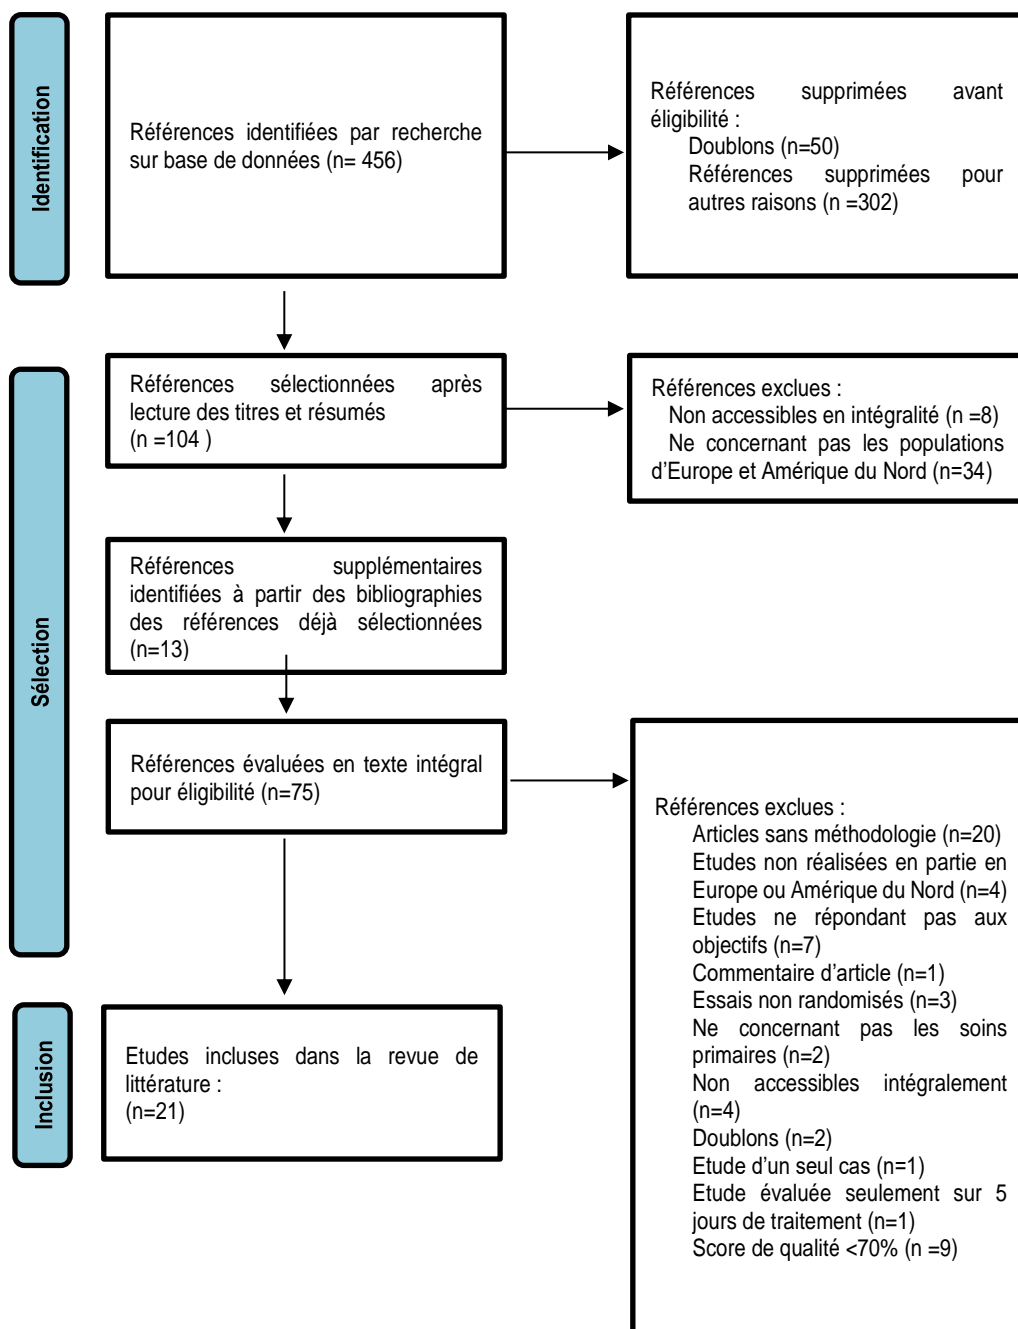 Identification
Références identifiées par recherche
sur base de données (n= 456)
Références supprimées avant
éligibilité :
Doublons (n=50)
Références supprimées pour
autres raisons (n =302)
Sélection
Références sélectionnées après
lecture des titres et résumés
(n =104 )
Références exclues :
Non accessibles en intégralité (n =8)
Ne concernant pas les populations
d’Europe et Amérique du Nord (n=34)
Références supplémentaires
identifiées à partir des bibliographies
des références déjà sélectionnées
(n=13)
Références évaluées en texte intégral
pour éligibilité (n=75)
Références exclues :
Articles sans méthodologie (n=20)
Etudes non réalisées en partie en
Europe ou Amérique du Nord (n=4)
Etudes ne répondant pas aux
objectifs (n=7)
Commentaire d’article (n=1)
Essais non randomisés (n=3)
Ne concernant pas les soins
primaires (n=2)
Non accessibles intégralement
(n=4)
Doublons (n=2)
Etude d’un seul cas (n=1)
Etude évaluée seulement sur 5
jours de traitement (n=1)
Score de qualité <70% (n =9)
Inclusion
Etudes incluses dans la revue de
littérature :
(n=21)